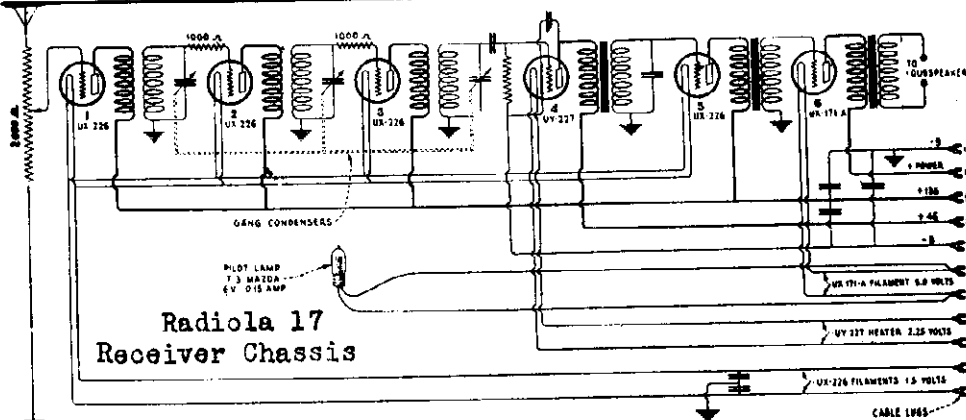 1000 Ω
1000 Ω
2000 Ω
1
UX-226
2
UX-226
3
UX-226
4
UY-227
5
UX-226
6
UX-171 A
TO
LOUDSPEAKER
+ POWER
+135
GANG CONDENSERS
PILOT LAMP
T 3 MAZDA
6V 0.15 AMP
UX 171-A FILAMENT 5.0 VOLTS
UY 227 HEATER 2.25 VOLTS
UX-226 FILAMENTS 1.5 VOLTS
CABLE LUGS
Radiola 17
Receiver Chassis